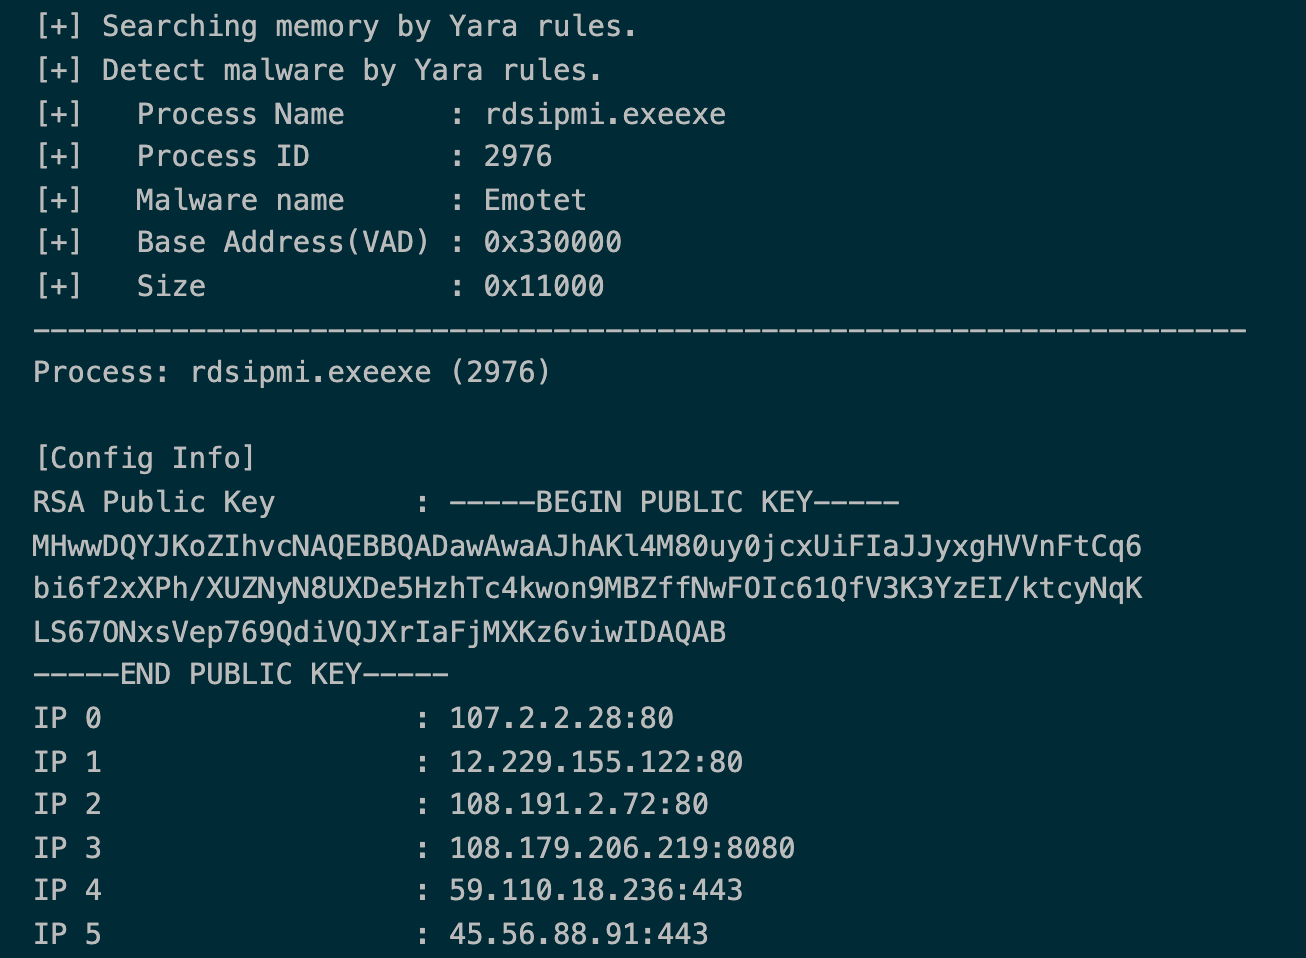 [+] Searching memory by Yara rules.
[+] Detect malware by Yara rules.
[+]   Process Name      : rdsipmi.exeexe
[+]   Process ID        : 2976
[+]   Malware name      : Emotet
[+]   Base Address(VAD) : 0x330000
[+]   Size              : 0x11000
----------------------------------------------------------------------
Process: rdsipmi.exeexe (2976)

[Config Info]
RSA Public Key        : -----BEGIN PUBLIC KEY-----
MHwwDQYJKoZIhvcNAQEBBQADawAwaAJhAKl4M80uy0jcxUiFIaJJyxgHVVnFtCq6
bi6f2xXPh/XUZNyN8UXDe5HzhTc4kwon9MBZffNwFOIc61QfV3K3YzEI/ktcyNqK
LS67ONxsVep769QdiVQJXrIaFjMXKz6viwIDAQAB
-----END PUBLIC KEY-----
IP 0                  : 107.2.2.28:80
IP 1                  : 12.229.155.122:80
IP 2                  : 108.191.2.72:80
IP 3                  : 108.179.206.219:8080
IP 4                  : 59.110.18.236:443
IP 5                  : 45.56.88.91:443